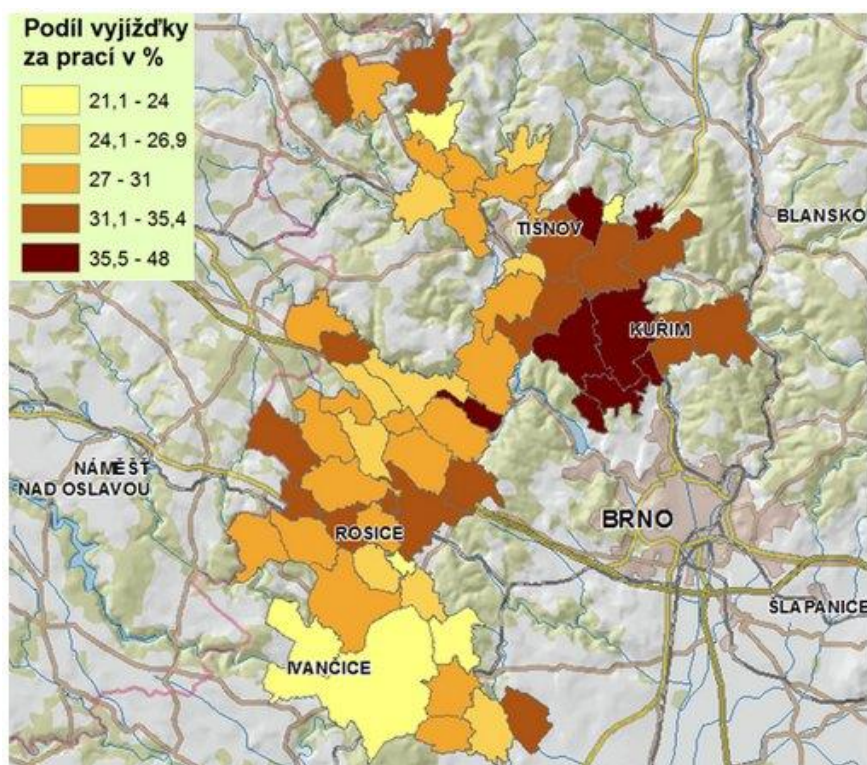 Podíl vyjížďky
za prací v %
21,1 - 24
24,1 - 26,9
27 - 31
31,1 - 35,4
35,5 - 48
TIŠNOV
BLANSKO
KUŘIM
NÁMĚŠŤ
NAD OSLAVOU
ROSICE
BRNO
ŠLAPANICE
IVANČICE